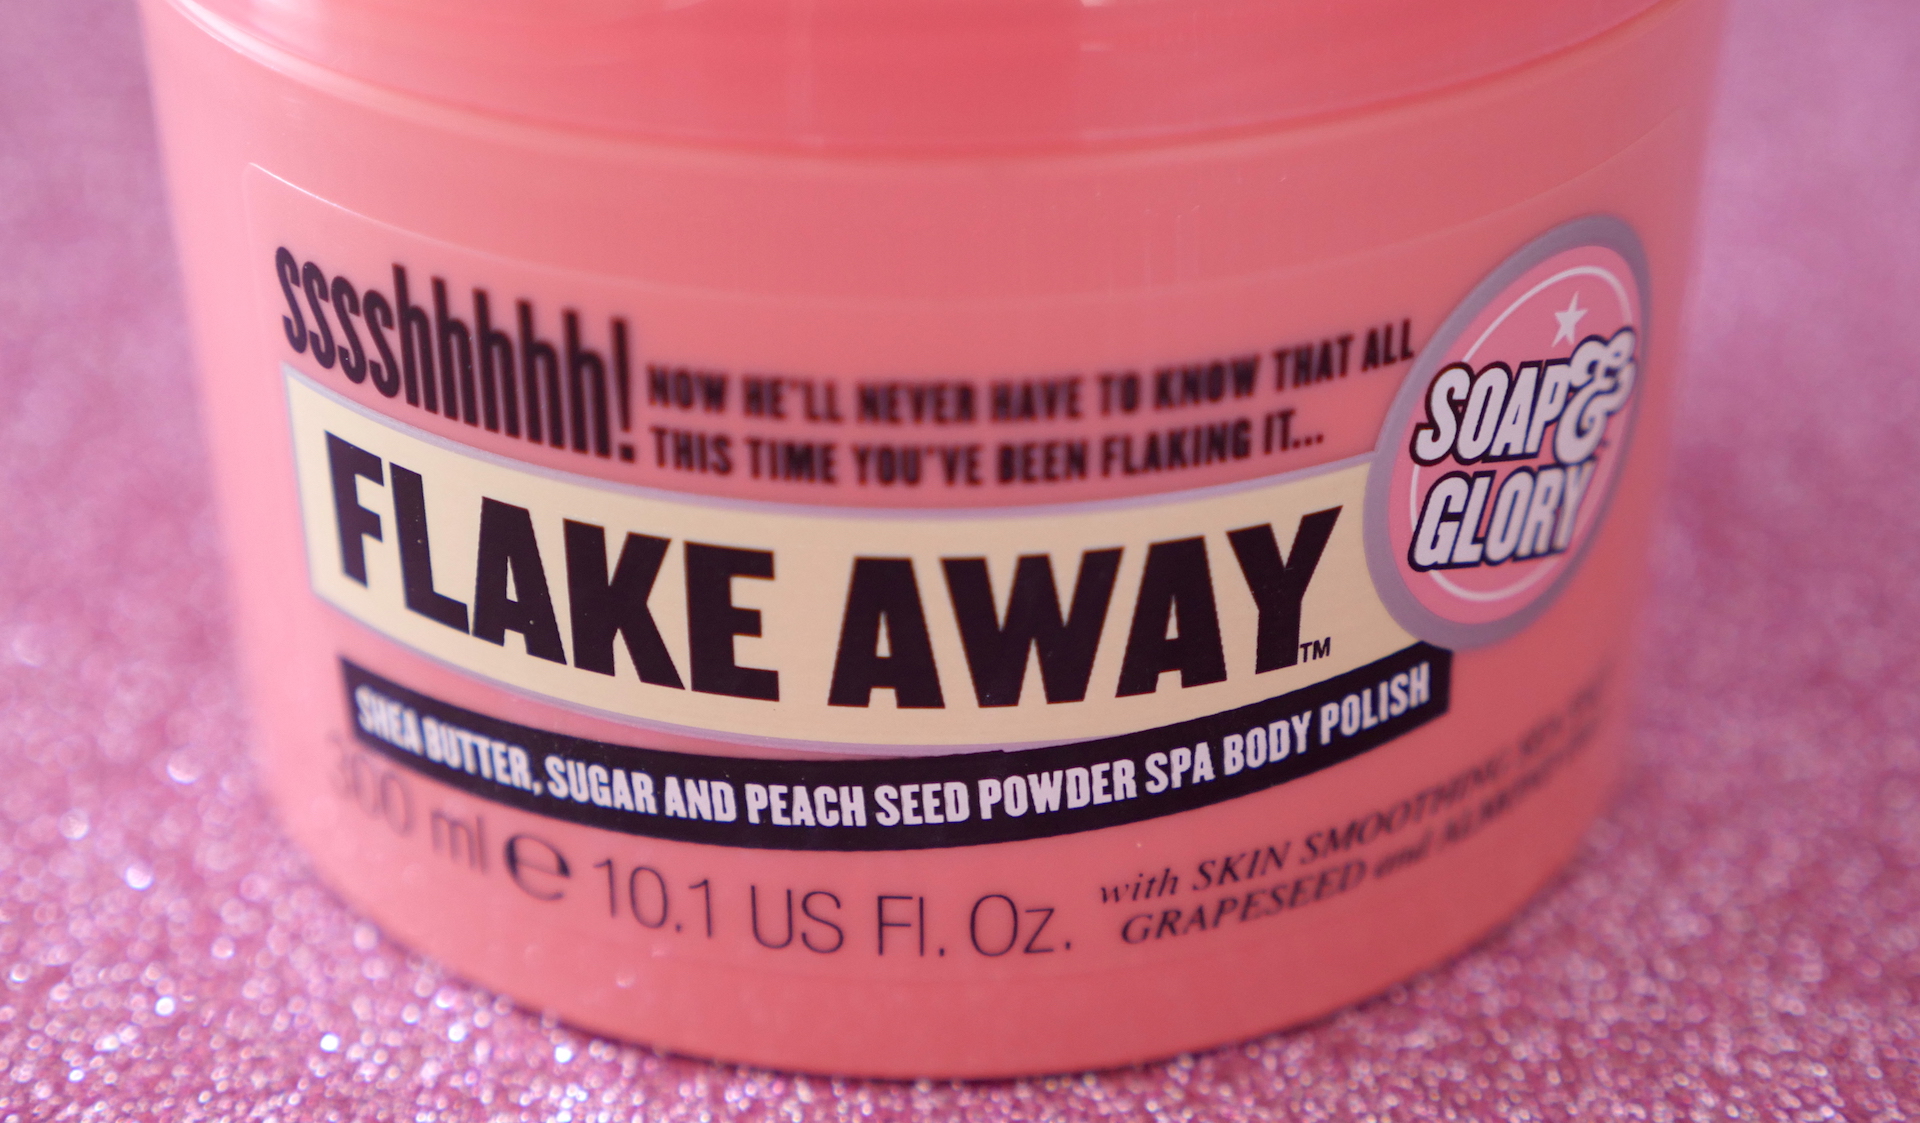 sssshhhhhh!
NOW HE'LL NEVER HAVE TO KNOW THAT ALL
THIS TIME YOU'VE BEEN FLAKING IT...
SOAP &
GLORY
FLAKE AWAY™
SHEA BUTTER, SUGAR AND PEACH SEED POWDER SPA BODY POLISH
300 ml e 10.1 US Fl. Oz.
with SKIN SMOOTHING
GRAPESEED and